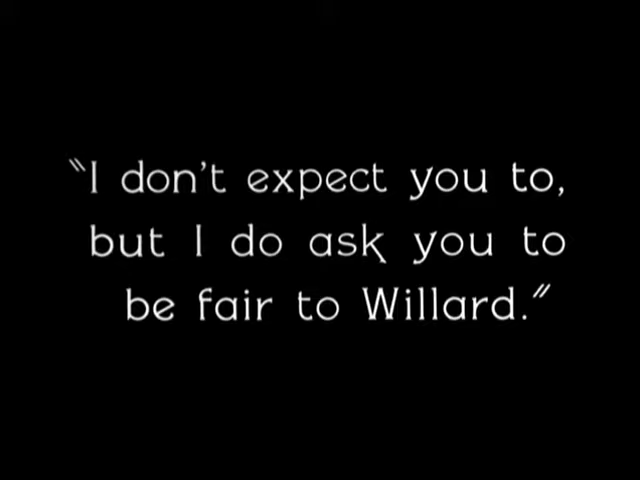 "I don't expect you to,
but I do ask you to
be fair to Willard."